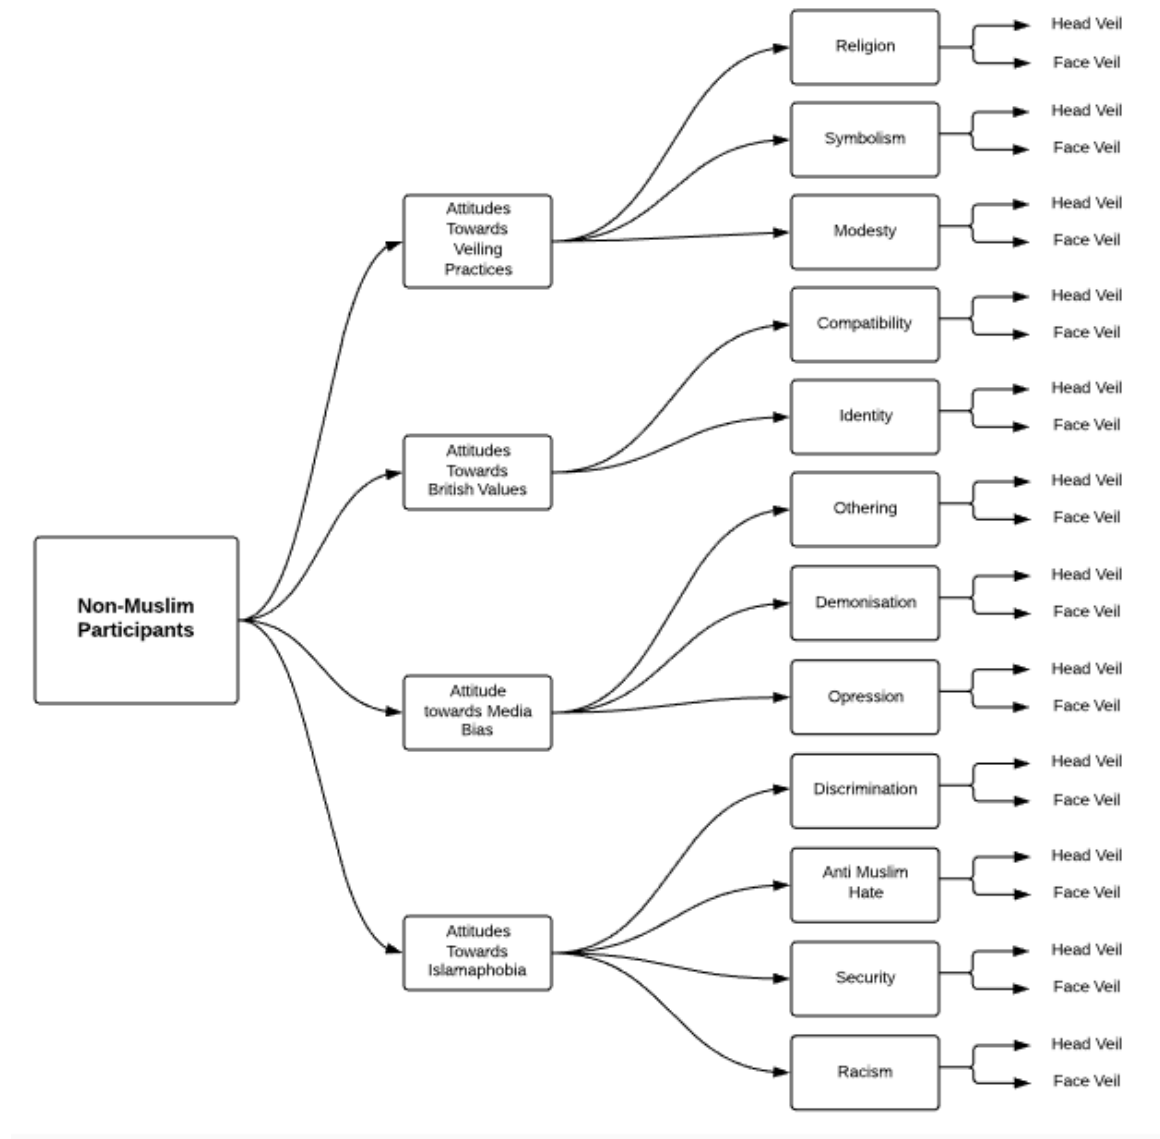 Non-Muslim
Participants
Attitudes
Towards
Veiling
Practices
Attitudes
Towards
British Values
Attitude
towards Media
Bias
Attitudes
Towards
Islamaphobia
Religion
Head Veil
Face Veil
Symbolism
Head Veil
Face Veil
Modesty
Head Veil
Face Veil
Compatibility
Head Veil
Face Veil
Identity
Head Veil
Face Veil
Othering
Head Veil
Face Veil
Demonisation
Head Veil
Face Veil
Opression
Head Veil
Face Veil
Discrimination
Head Veil
Face Veil
Anti Muslim
Hate
Head Veil
Face Veil
Security
Head Veil
Face Veil
Racism
Head Veil
Face Veil